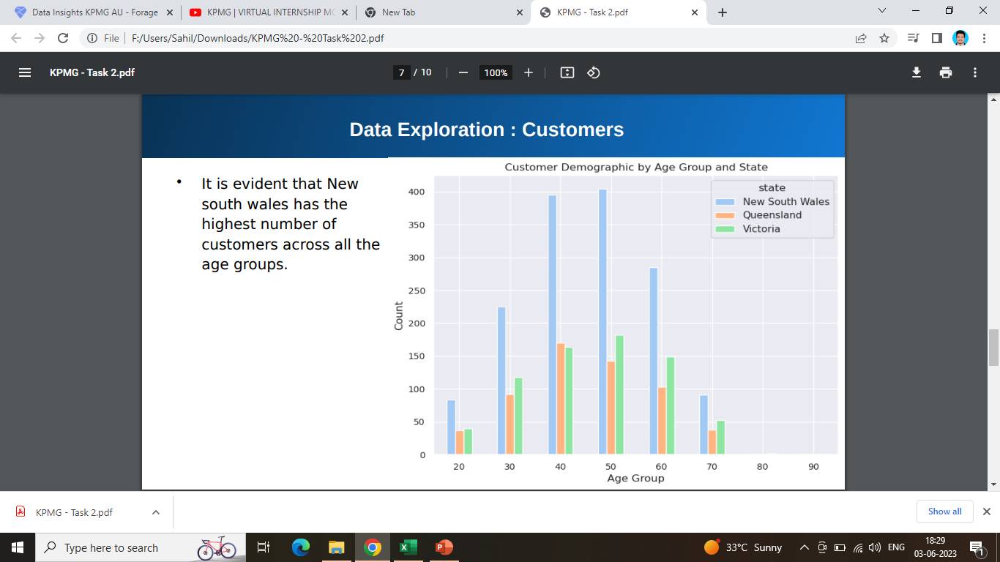 Data Insights KPMG AU - Forage
KPMG | VIRTUAL INTERNSHIP MO
New Tab
KPMG - Task 2.pdf
File
F:/Users/Sahil/Downloads/KPMG%20-%20Task%202.pdf
KPMG - Task 2.pdf
7 / 10
100%
Data Exploration : Customers
• It is evident that New
south wales has the
highest number of
customers across all the
age groups.
Customer Demographic by Age Group and State
state
New South Wales
Queensland
Victoria
Count
400
350
300
250
200
150
100
50
0
20 30 40 50 60 70 80 90
Age Group
KPMG - Task 2.pdf
Show all
Type here to search
33°C Sunny
ENG
18:29
03-06-2023
1